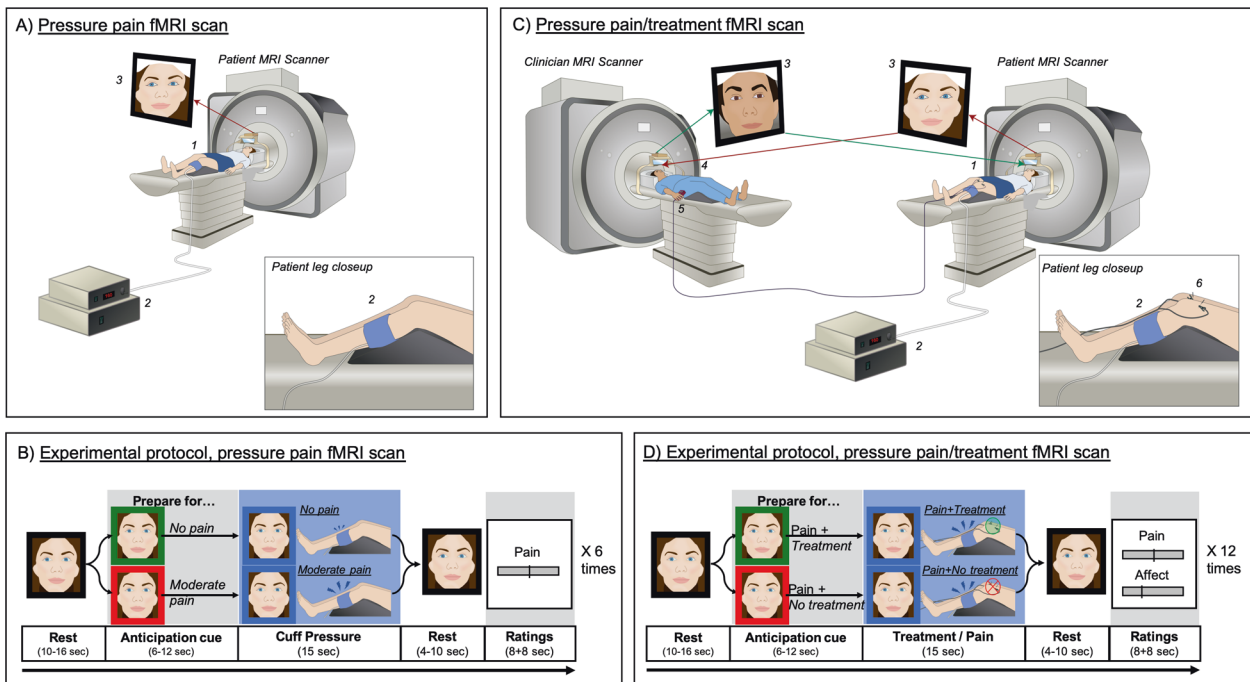 A) Pressure pain fMRI scan
Patient MRI Scanner
3
1
2
Patient leg closeup
2
C) Pressure pain/treatment fMRI scan
Clinician MRI Scanner
3
3
Patient MRI Scanner
4
1
5
2
Patient leg closeup
2
6
B) Experimental protocol, pressure pain fMRI scan
Prepare for...
No pain
Moderate
pain
No pain
Moderate pain
Pain
X 6
times
Rest
(10-16 sec)
Anticipation cue
(6-12 sec)
Cuff Pressure
(15 sec)
Rest
(4-10 sec)
Ratings
(8+8 sec)
D) Experimental protocol, pressure pain/treatment fMRI scan
Prepare for...
Pain +
Treatment
Pain +
No treatment
Pain+Treatment
Pain+No treatment
Pain
Affect
X 12
times
Rest
(10-16 sec)
Anticipation cue
(6-12 sec)
Treatment / Pain
(15 sec)
Rest
(4-10 sec)
Ratings
(8+8 sec)